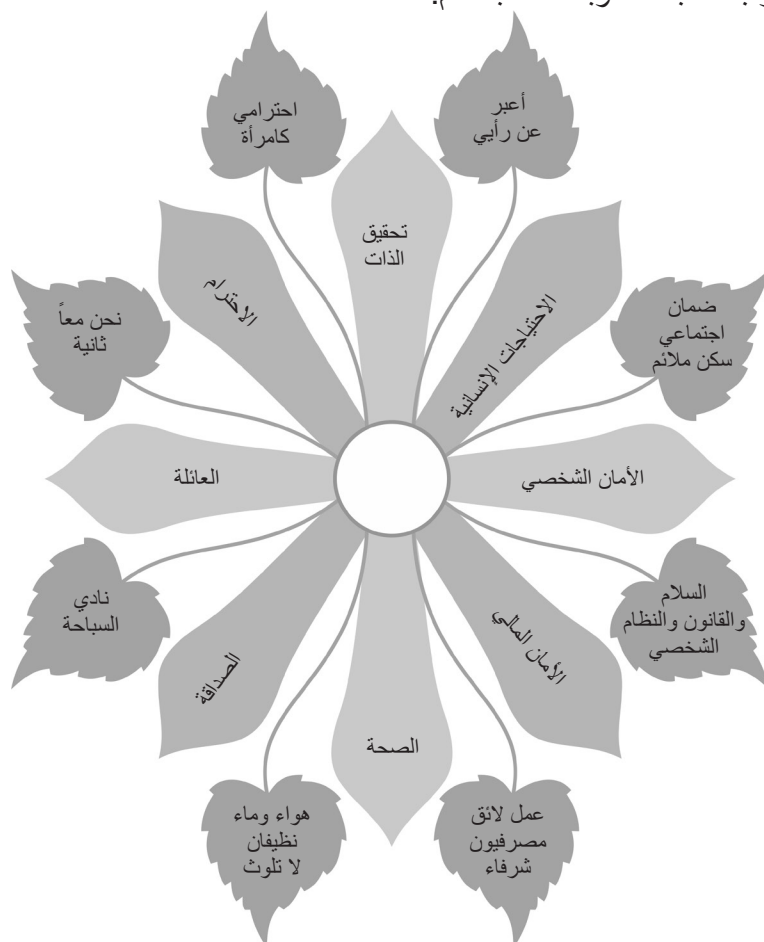 أعبر
عن رأيي
احترامي
كامرأة
تحقيق
الذات
الاحتياجات الإنسانية
الاحترام
ضمان
اجتماعي
سكن ملائم
نحن معاً
ثانية
الأمان الشخصي
العائلة
السلام
والقانون والنظام
الشخصي
نادي
السباحة
الأمان المالي
الصداقة
الصحة
عمل لائق
مصرفيون
شرفاء
هواء وماء
نظيفان
لا تلوث